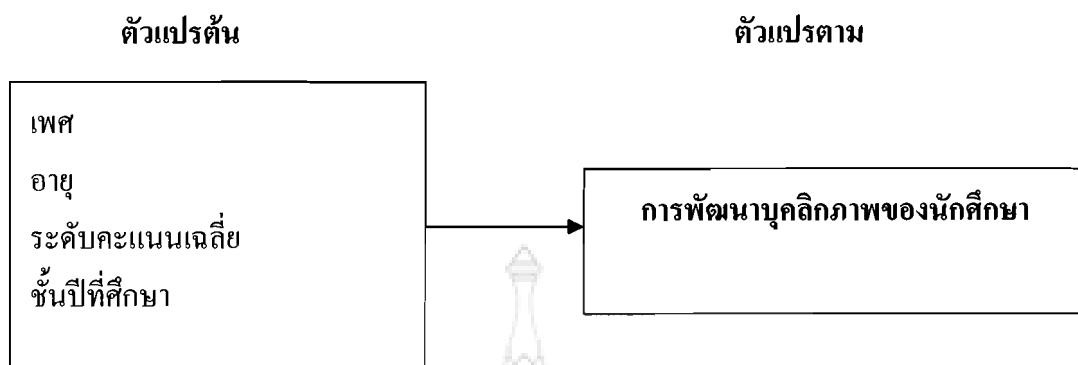 ตัวแปรต้น
ตัวแปรตาม
เพศ
อายุ
ระดับคะแนนเฉลี่ย
ชั้นปีที่ศึกษา
การพัฒนาบุคลิกภาพของนักศึกษา